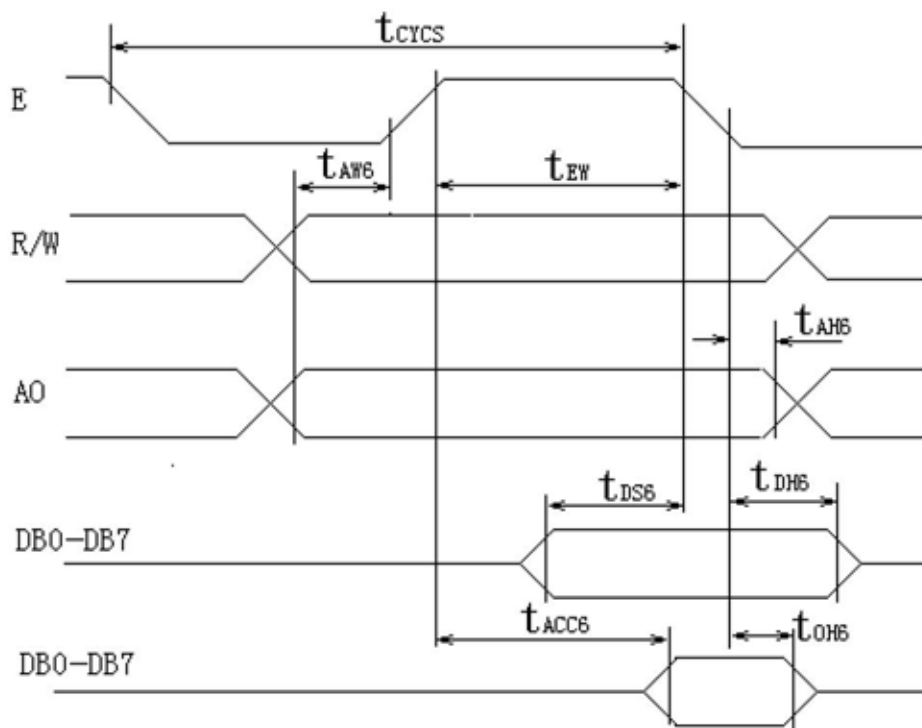 tCYCS
E
tAW6
tEW
R/W
tAH6
A0
tDS6
tDH6
DB0-DB7
tACC6
tOH6
DB0-DB7